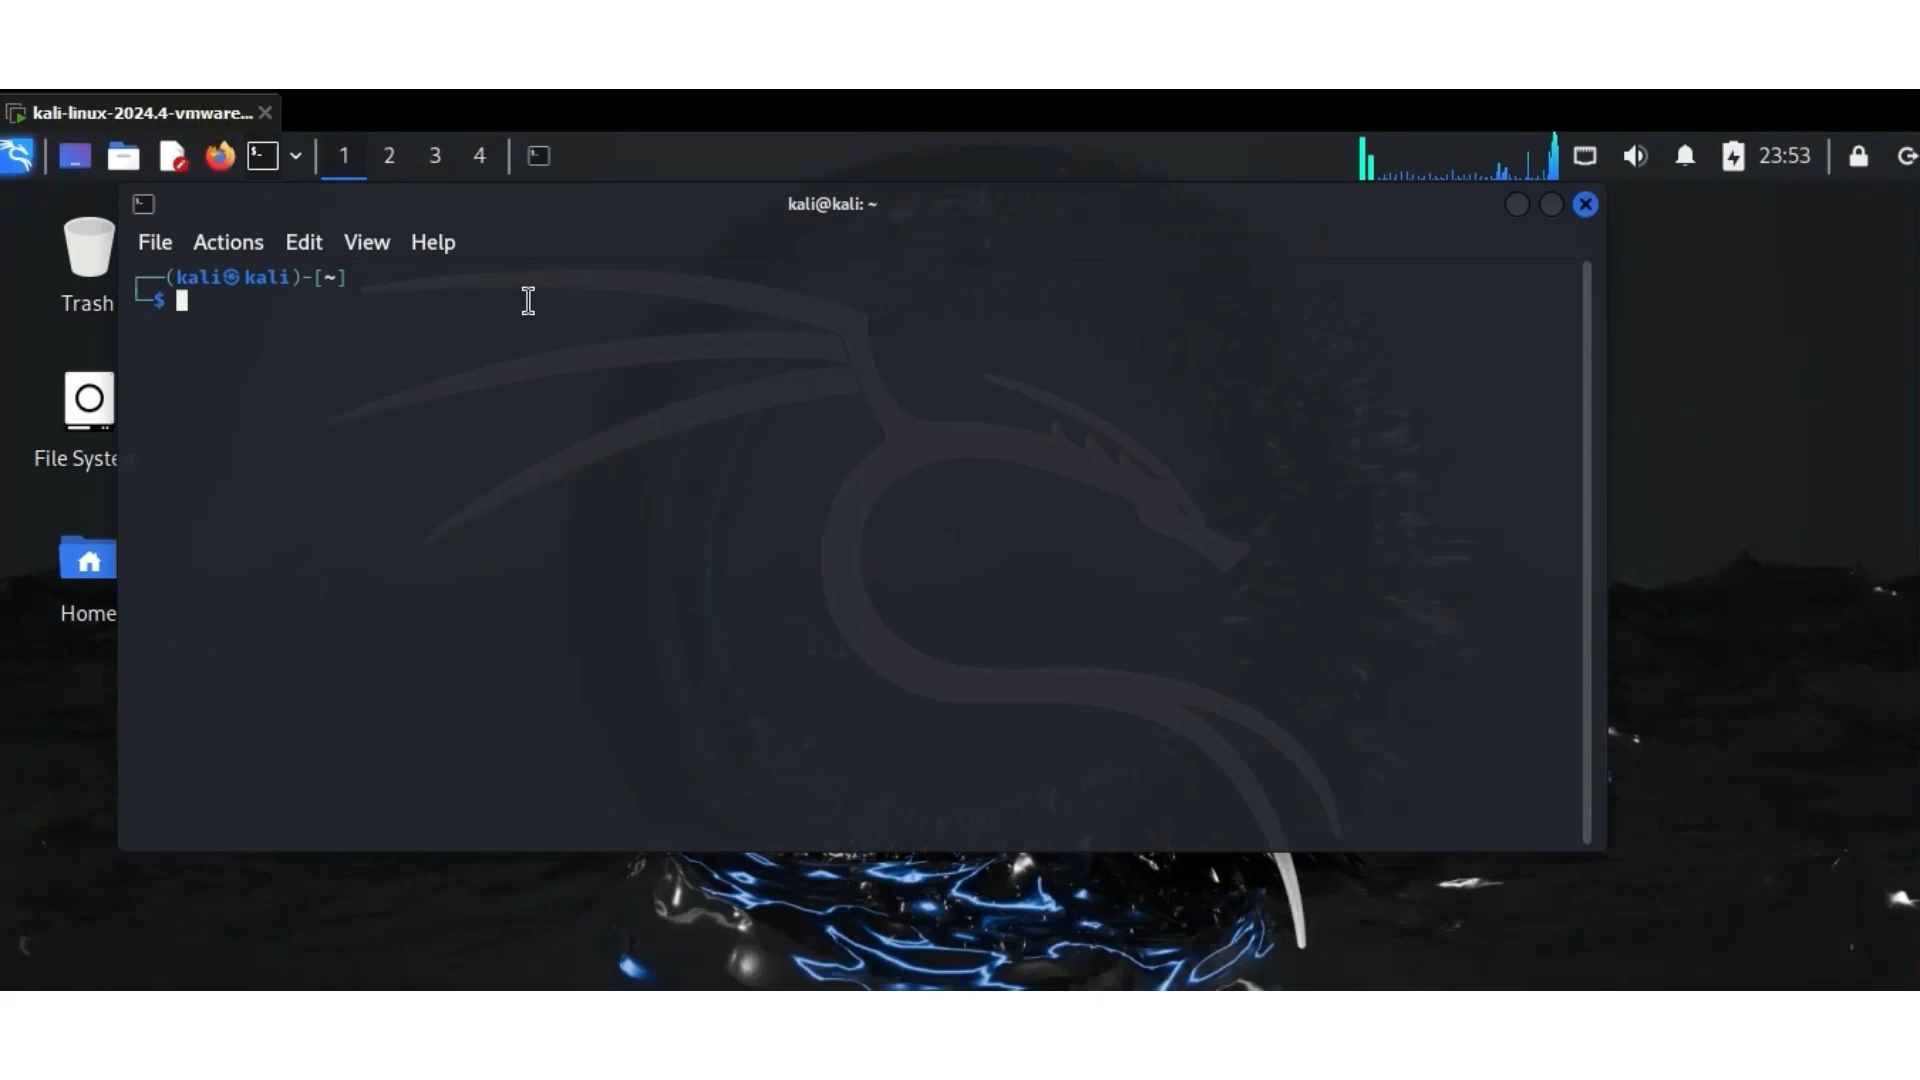 kali-linux-2024.4-vmware...
1 2 3 4
23:53
kali@kali: ~
File Actions Edit View Help
┌──(kali㉿kali)-[~]
└─$
Trash
File Syste
Home